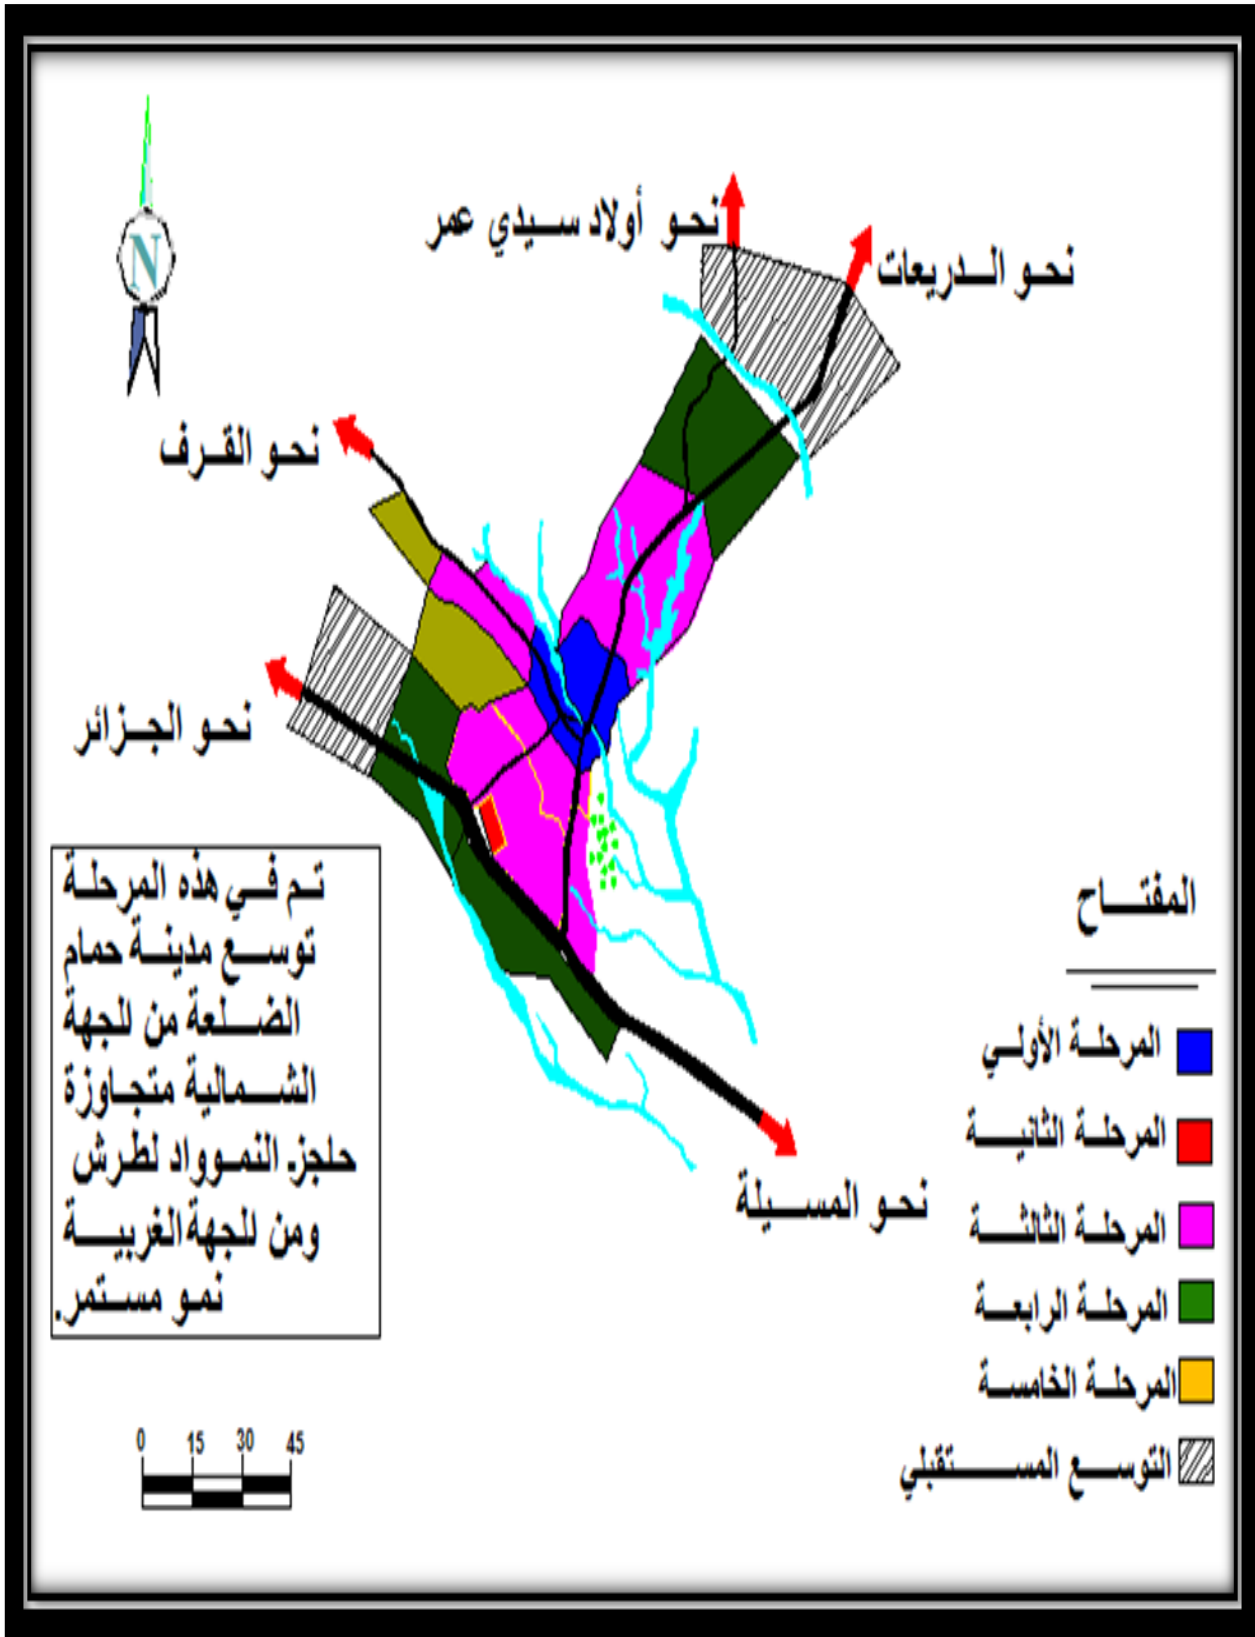 نحو أولاد سيدي عمر
نحو الدريعات
N
نحو القرف
نحو الجزائر
تم في هذه المرحلة
توسع مدينة حمام
الضلعة من للجهة
الشمالية متجاوزة
حلجز. النموواد لطرش
ومن للجهة الغربية
نمو مستمر.
نحو المسيلة
المفتاح
المرحلة الأولي
المرحلة الثانية
المرحلة الثالثة
المرحلة الرابعة
المرحلة الخامسة
التوسع المستقبلي
0 15 30 45